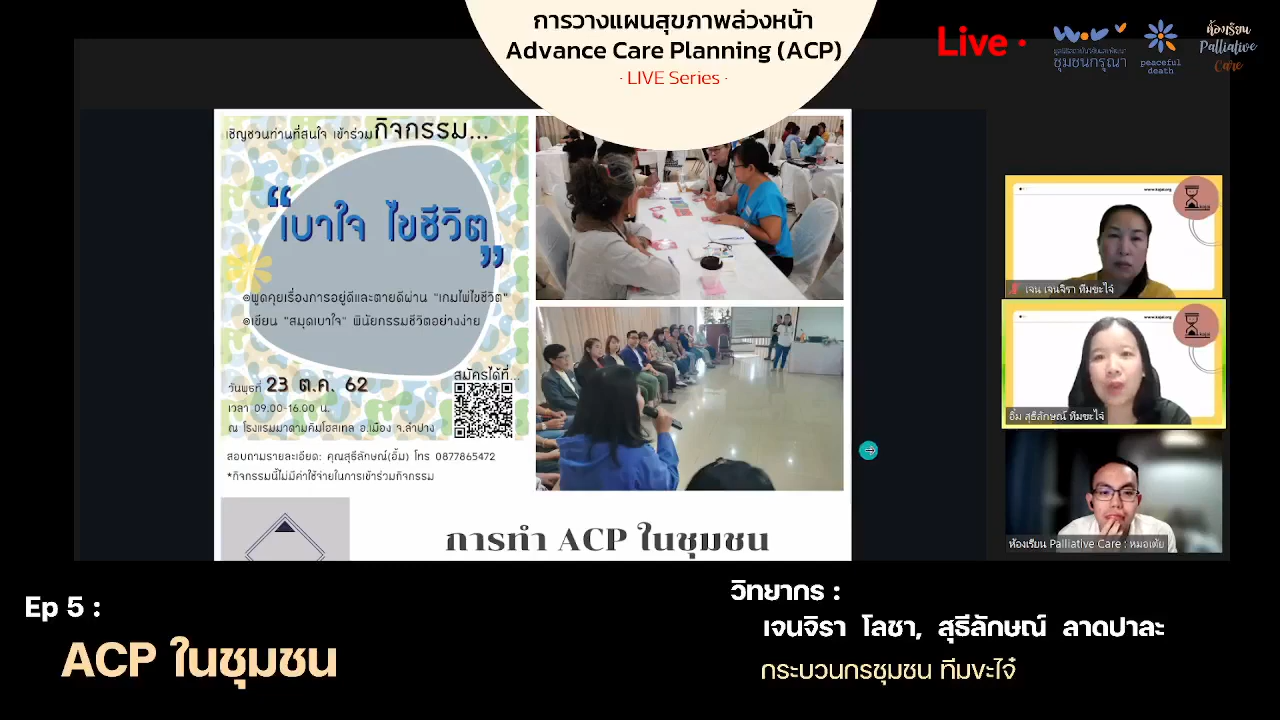 การวางแผนสุขภาพล่วงหน้า
Advance Care Planning (ACP)
· LIVE Series ·
Live ·
ชุมชนกรุณา
peaceful
death
ห้องเรียน
Palliative
Care
เชิญชวนท่านที่สนใจ เข้าร่วมกิจกรรม...
“เบาใจ ไขชีวิต”
๏พูดคุยเรื่องการอยู่ดีและตายดีผ่าน "เกมไพ่ไขชีวิต"
๏เขียน "สมุดเบาใจ" พินัยกรรมชีวิตอย่างง่าย
สมัครได้ที่...
วันพุธที่ 23 ต.ค. 62
เวลา 09.00-16.00 น.
ณ โรงแรมมาดามคิมโฮสเทล อ.เมือง จ.ลำปาง
สอบถามรายละเอียด: คุณสุธีลักษณ์(อิ้ม) โทร 0877865472
*กิจกรรมนี้ไม่มีค่าใช้จ่ายในการเข้าร่วมกิจกรรม
การทำ ACP ในชุมชน
เจน เจนจิรา ทีมขะไจ๋
อิ้ม สุธีลักษณ์ ทีมขะไจ๋
ห้องเรียน Palliative Care : หมอเต้ย
Ep 5 :
ACP ในชุมชน
วิทยากร :
เจนจิรา โลชา, สุธีลักษณ์ ลาดปาละ
กระบวนกรชุมชน ทีมขะไจ๋